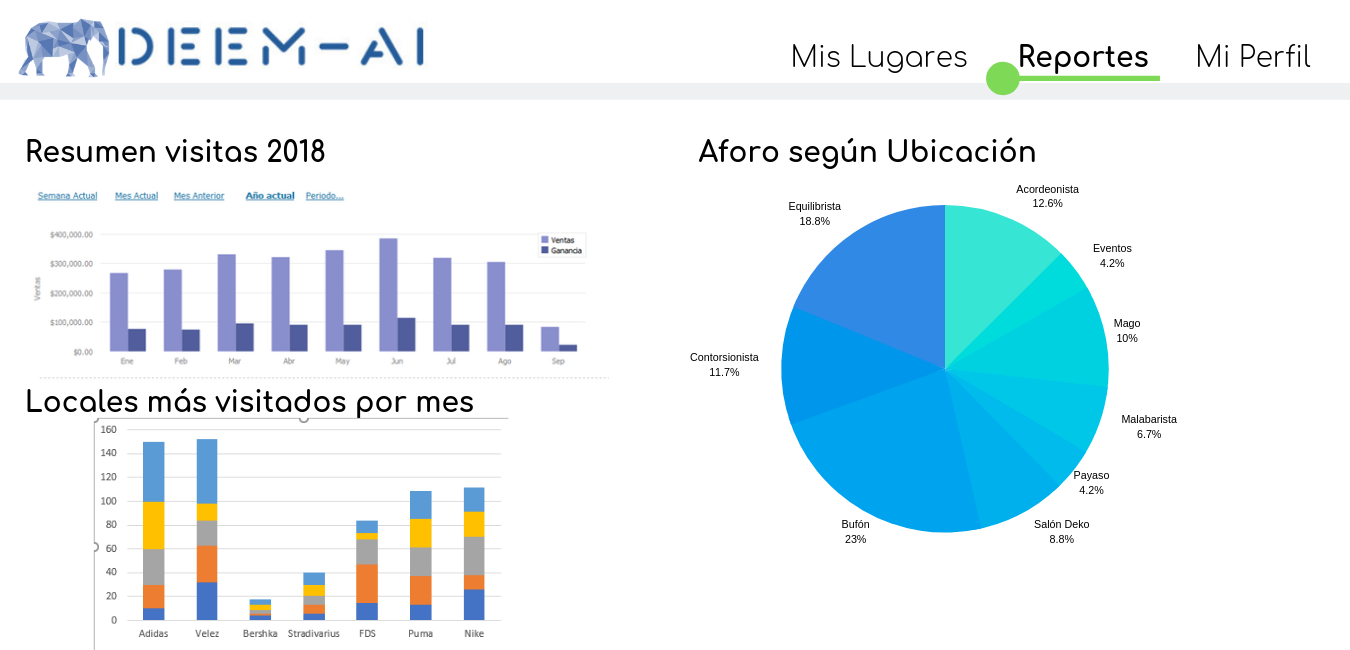 DEEM-AI
Mis Lugares
Reportes
Mi Perfil
Resumen visitas 2018
Semana Actual
Mes Actual
Mes Anterior
Año actual
Periodo...
Ventas
Ganancia
$400,000.00
$300,000.00
$200,000.00
$100,000.00
$0.00
Ventas
Ene
Feb
Mar
Abr
May
Jun
Jul
Ago
Sep
Locales más visitados por mes
160
140
120
100
80
60
40
20
0
Adidas
Velez
Bershka
Stradivarius
FDS
Puma
Nike
Aforo según Ubicación
Acordeonista
12.6%
Eventos
4.2%
Mago
10%
Malabarista
6.7%
Payaso
4.2%
Salón Deko
8.8%
Bufón
23%
Contorsionista
11.7%
Equilibrista
18.8%